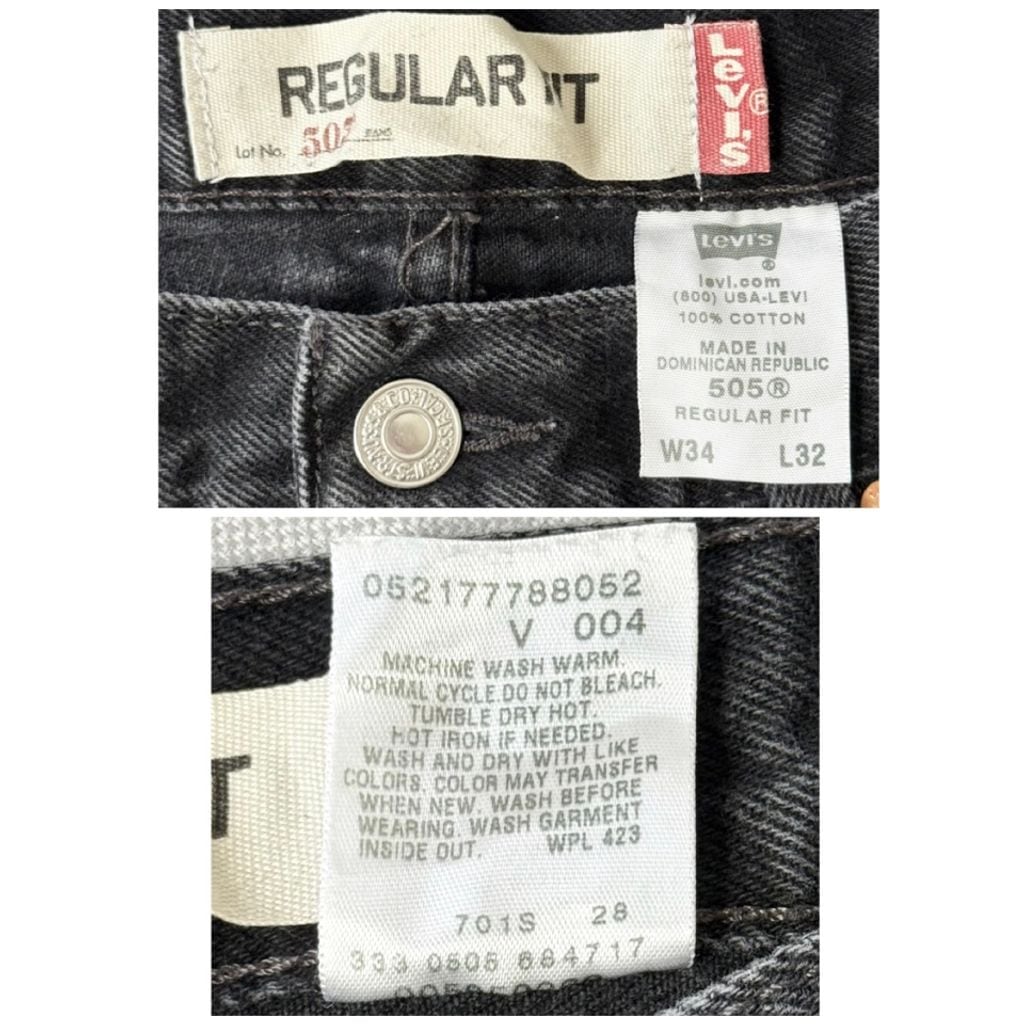 REGULAR FIT
Lot No. 505 JEANS
Levi's®
Levi's
®
levi.com
(800) USA-LEVI
100% COTTON
MADE IN
DOMINICAN REPUBLIC
505®
REGULAR FIT
W34 L32
T
052177788052
V 004
MACHINE WASH WARM.
NORMAL CYCLE.DO NOT BLEACH.
TUMBLE DRY HOT.
HOT IRON IF NEEDED.
WASH AND DRY WITH LIKE
COLORS. COLOR MAY TRANSFER
WHEN NEW. WASH BEFORE
WEARING. WASH GARMENT
INSIDE OUT. WPL 423
701S 28
333 0805 684717